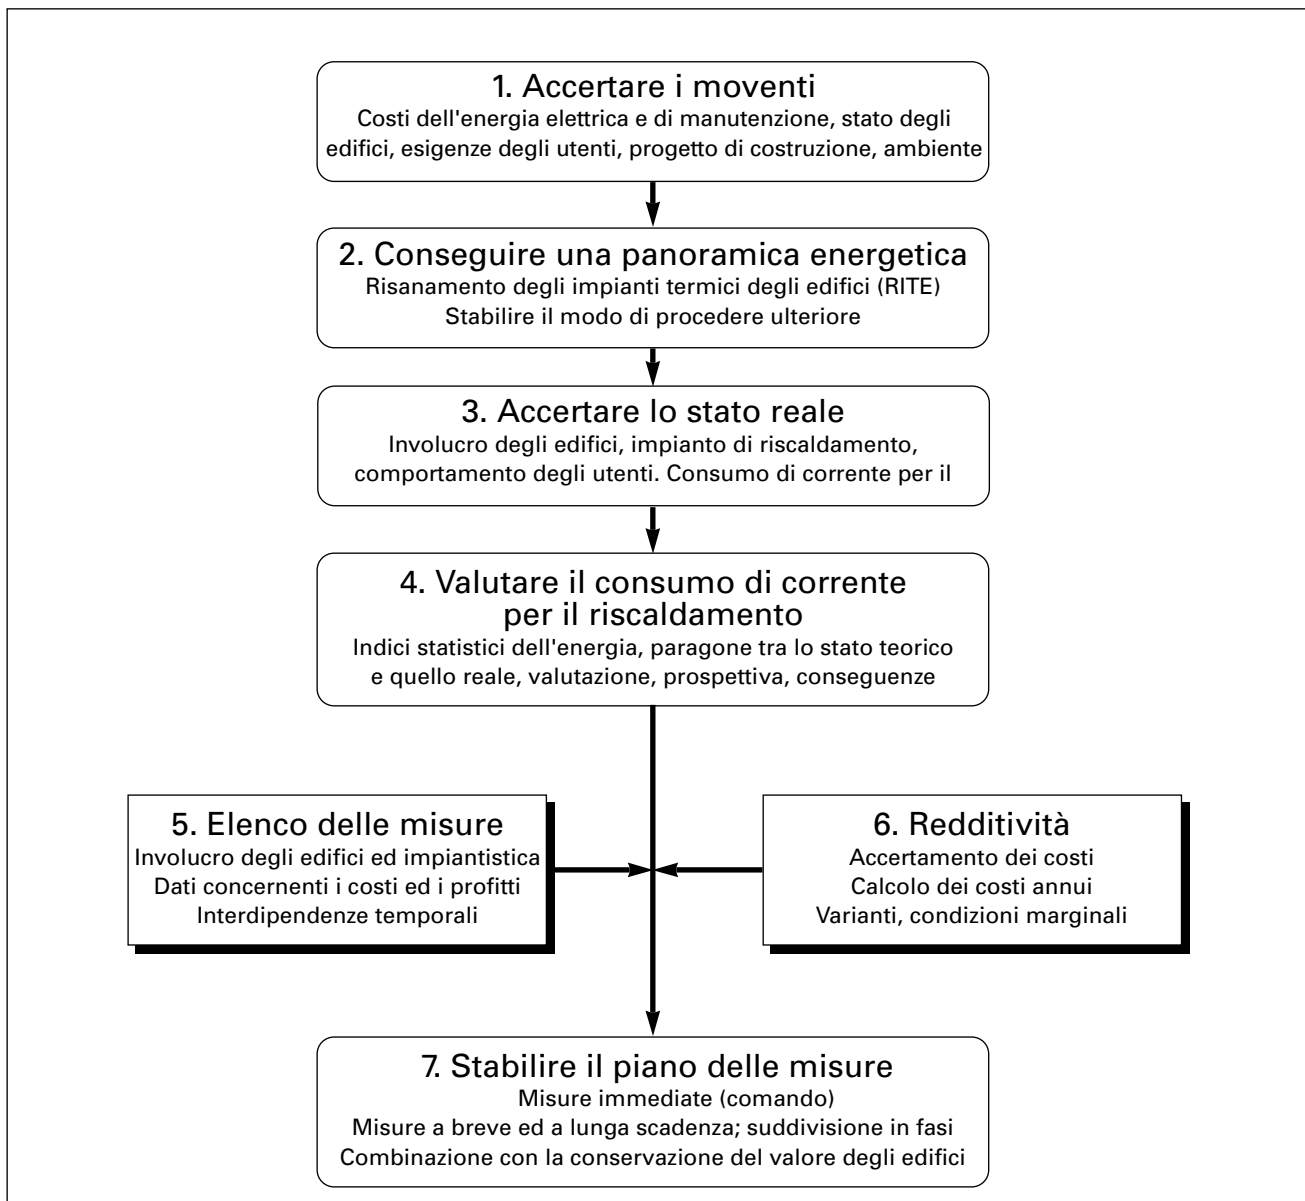 1. Accertare i moventi
Costi dell'energia elettrica e di manutenzione, stato degli
edifici, esigenze degli utenti, progetto di costruzione, ambiente
2. Conseguire una panoramica energetica
Risanamento degli impianti termici degli edifici (RITE)
Stabilire il modo di procedere ulteriore
3. Accertare lo stato reale
Involucro degli edifici, impianto di riscaldamento,
comportamento degli utenti. Consumo di corrente per il
4. Valutare il consumo di corrente
per il riscaldamento
Indici statistici dell'energia, paragone tra lo stato teorico
e quello reale, valutazione, prospettiva, conseguenze
5. Elenco delle misure
Involucro degli edifici ed impiantistica
Dati concernenti i costi ed i profitti
Interdipendenze temporali
6. Redditività
Accertamento dei costi
Calcolo dei costi annui
Varianti, condizioni marginali
7. Stabilire il piano delle misure
Misure immediate (comando)
Misure a breve ed a lunga scadenza; suddivisione in fasi
Combinazione con la conservazione del valore degli edifici